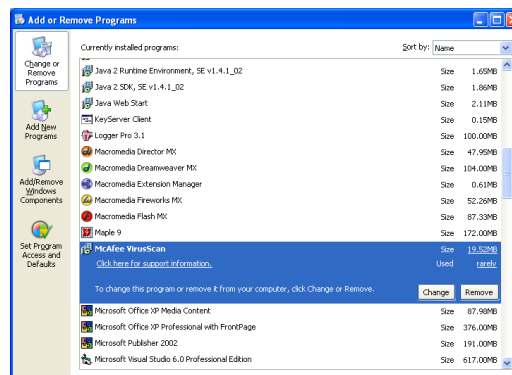 Add or Remove Programs
Change or
Remove
Programs
Add New
Programs
Add/Remove
Windows
Components
Set Program
Access and
Defaults
Currently installed programs: Sort by: Name
Java 2 Runtime Environment, SE v1.4.1_02 Size 1.65MB
Java 2 SDK, SE v1.4.1_02 Size 1.86MB
Java Web Start Size 2.11MB
KeyServer Client Size 0.15MB
Logger Pro 3.1 Size 100.00MB
Macromedia Director MX Size 47.95MB
Macromedia Dreamweaver MX Size 104.00MB
Macromedia Extension Manager Size 0.61MB
Macromedia Fireworks MX Size 52.26MB
Macromedia Flash MX Size 87.33MB
Maple 9 Size 172.00MB
McAfee VirusScan Size 19.52MB
Click here for support information. Used rarely
To change this program or remove it from your computer, click Change or Remove. Change Remove
Microsoft Office XP Media Content Size 87.98MB
Microsoft Office XP Professional with FrontPage Size 376.00MB
Microsoft Publisher 2002 Size 191.00MB
Microsoft Visual Studio 6.0 Professional Edition Size 617.00MB